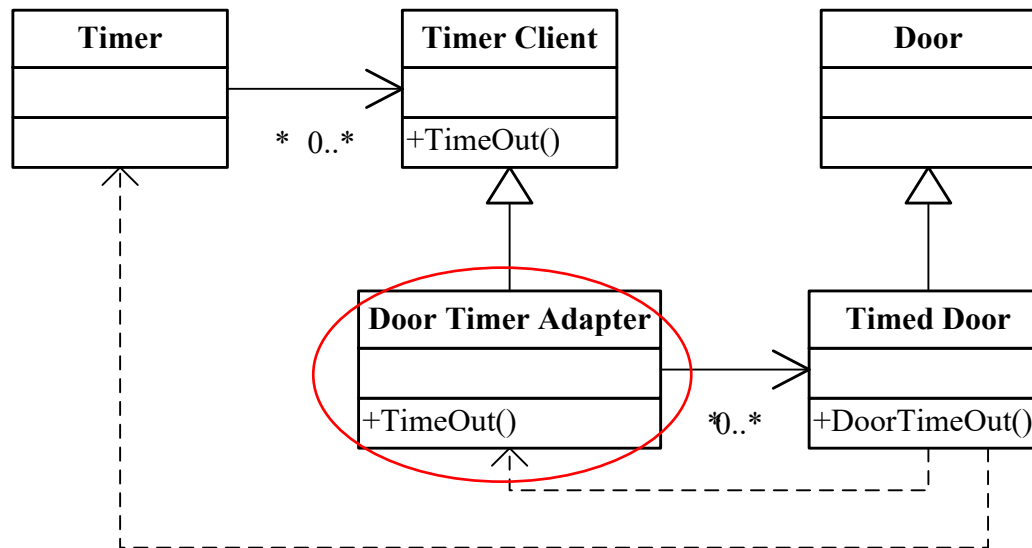 Timer
Timer Client
Door
+TimeOut()
* 0..*
Door Timer Adapter
Timed Door
+TimeOut()
*0..*
+DoorTimeOut()